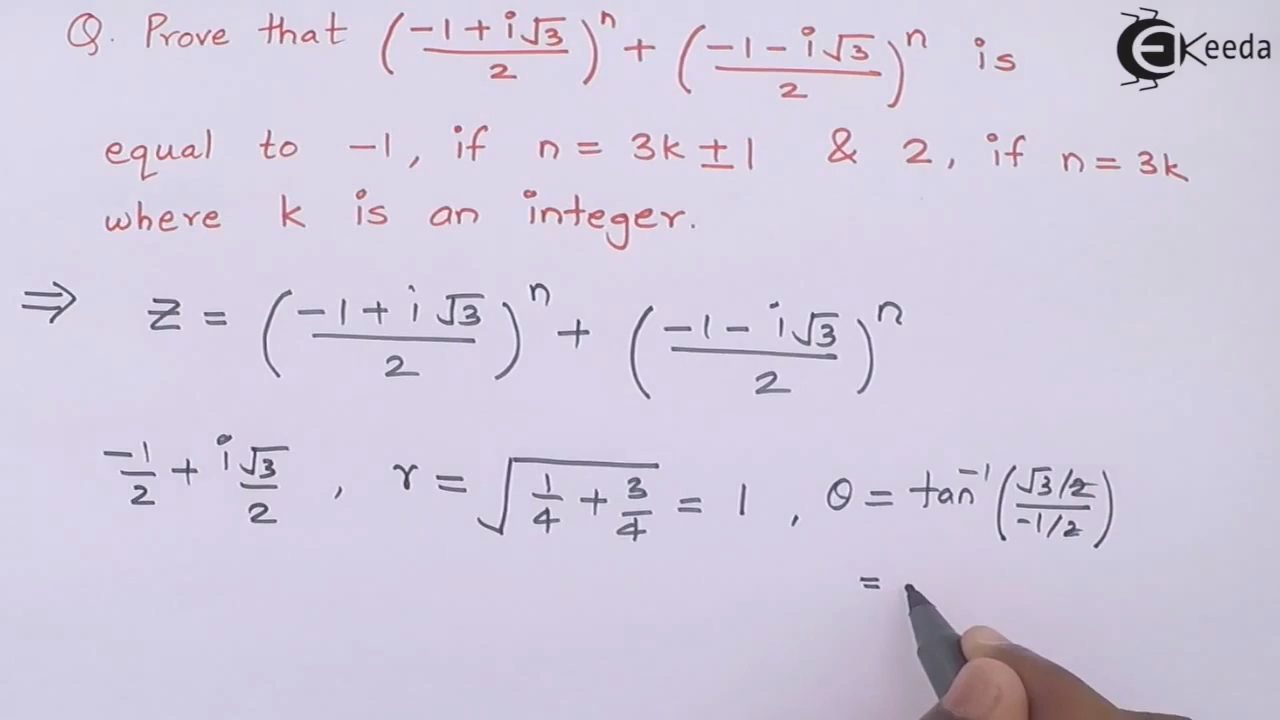 Q. Prove that (-1 + i√3 / 2)ⁿ + (-1 - i√3 / 2)ⁿ is
EKeeda
equal to -1, if n = 3k ± 1 & 2, if n = 3k
where k is an integer.
⇒ Z = (-1 + i√3 / 2)ⁿ + (-1 - i√3 / 2)ⁿ
-1/2 + i√3/2 , r = √(1/4 + 3/4) = 1 , θ = tan⁻¹(√3/2 / -1/2)
=